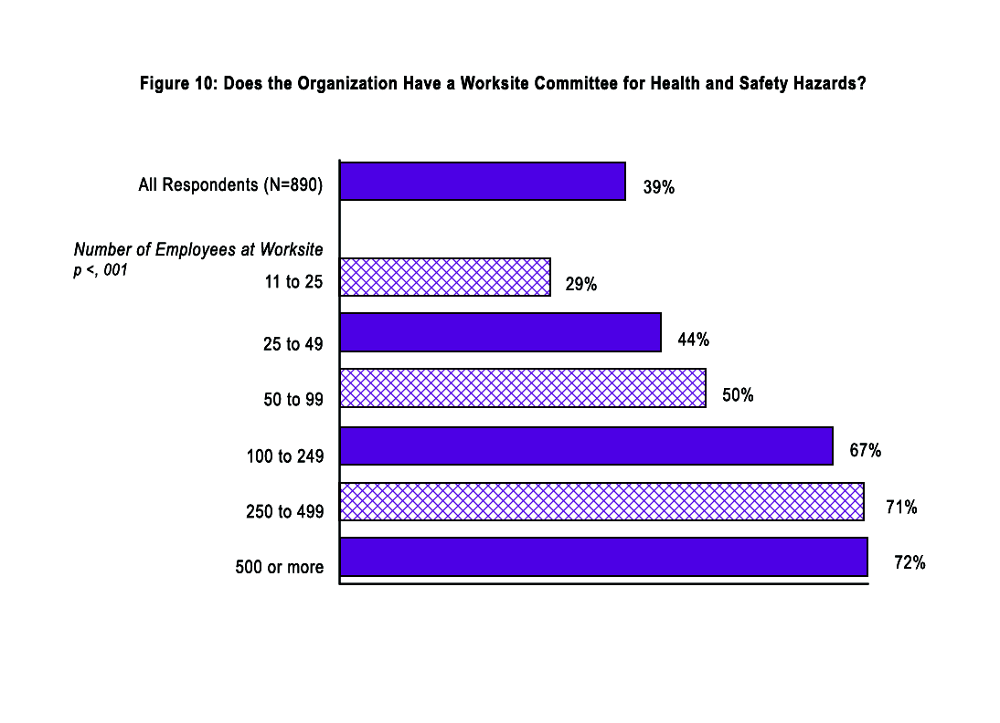 Figure 10: Does the Organization Have a Worksite Committee for Health and Safety Hazards?
All Respondents (N=890)
39%
Number of Employees at Worksite
p <, 001
11 to 25
29%
25 to 49
44%
50 to 99
50%
100 to 249
67%
250 to 499
71%
500 or more
72%